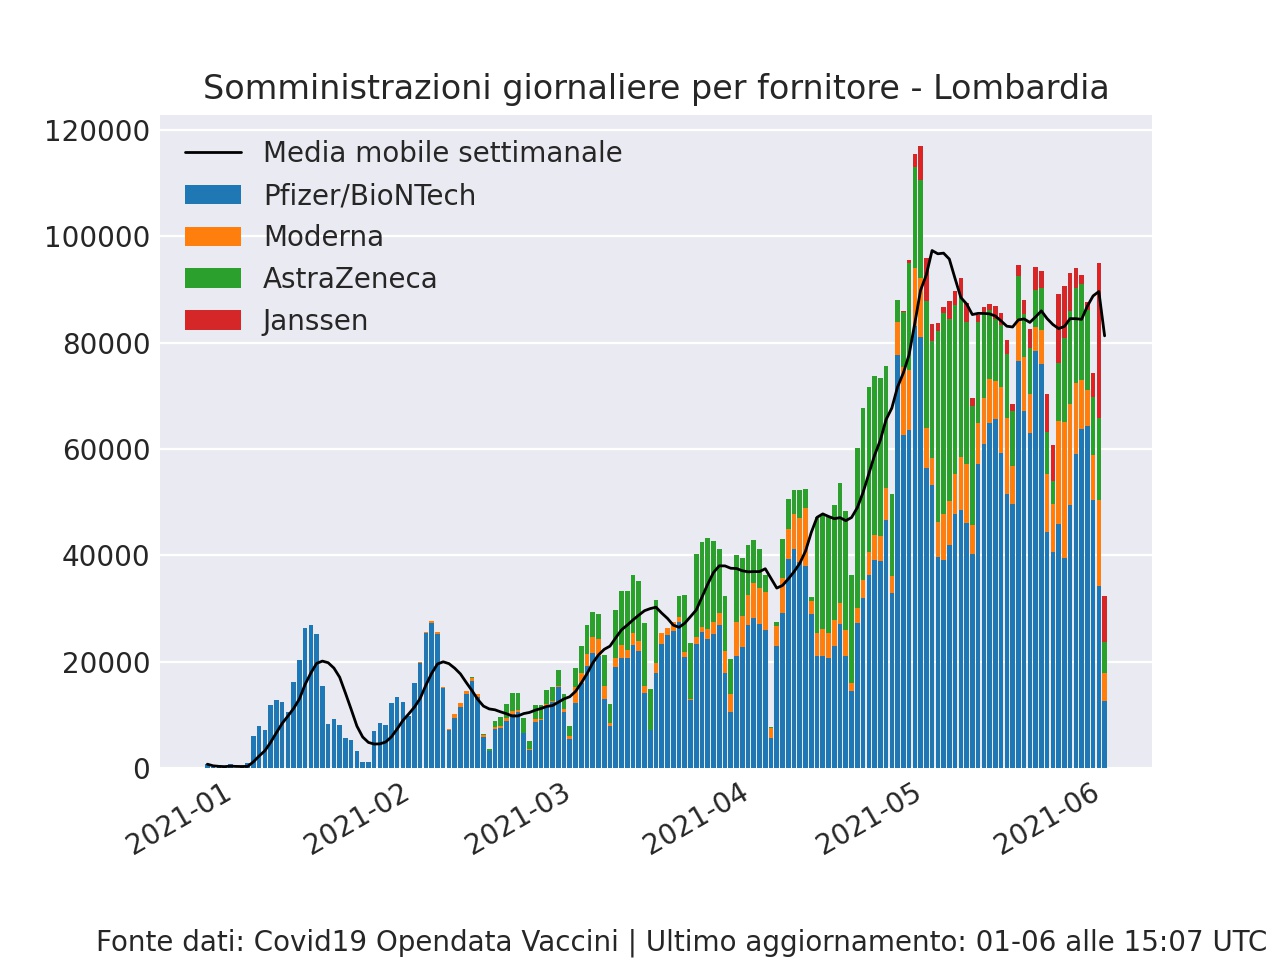 Somministrazioni giornaliere per fornitore - Lombardia
120000
100000
80000
60000
40000
20000
0
Media mobile settimanale
Pfizer/BioNTech
Moderna
AstraZeneca
Janssen
2021-01
2021-02
2021-03
2021-04
2021-05
2021-06
Fonte dati: Covid19 Opendata Vaccini | Ultimo aggiornamento: 01-06 alle 15:07 UTC